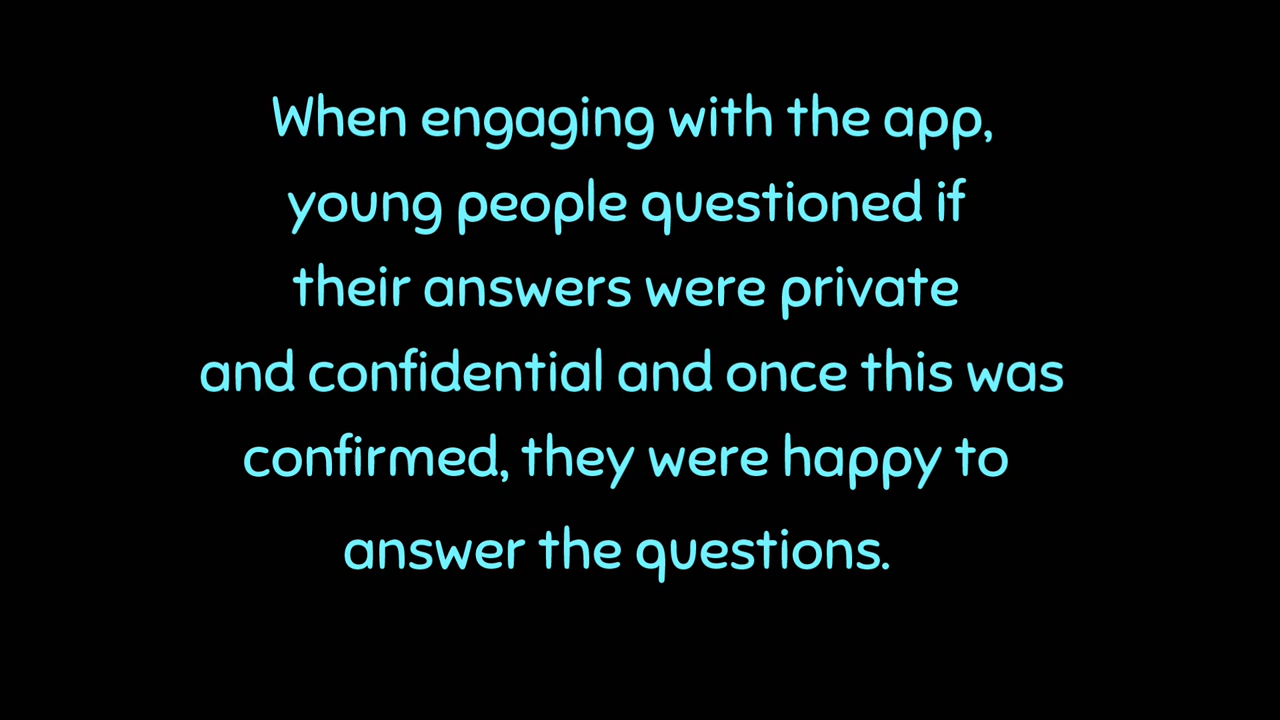 When engaging with the app,
young people questioned if
their answers were private
and confidential and once this was
confirmed, they were happy to
answer the questions.